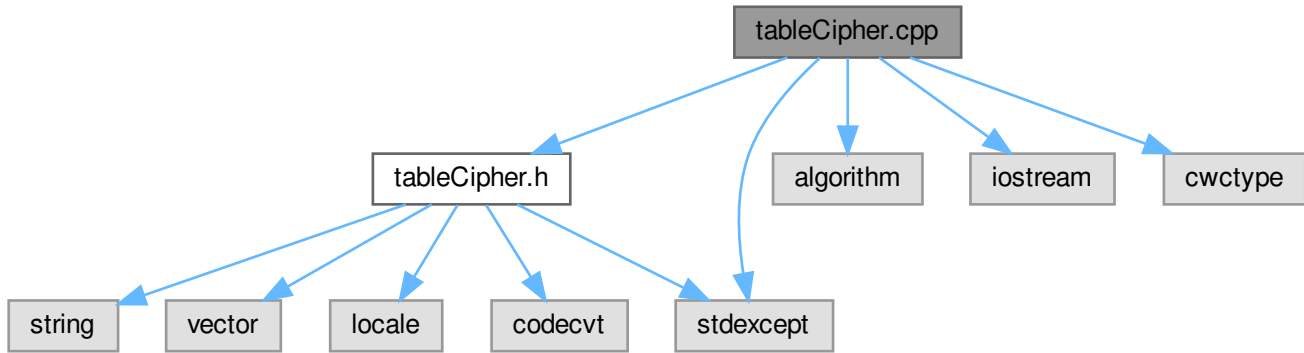 tableCipher.cpp
tableCipher.h
algorithm
iostream
cwctype
string
vector
locale
codecvt
stdexcept